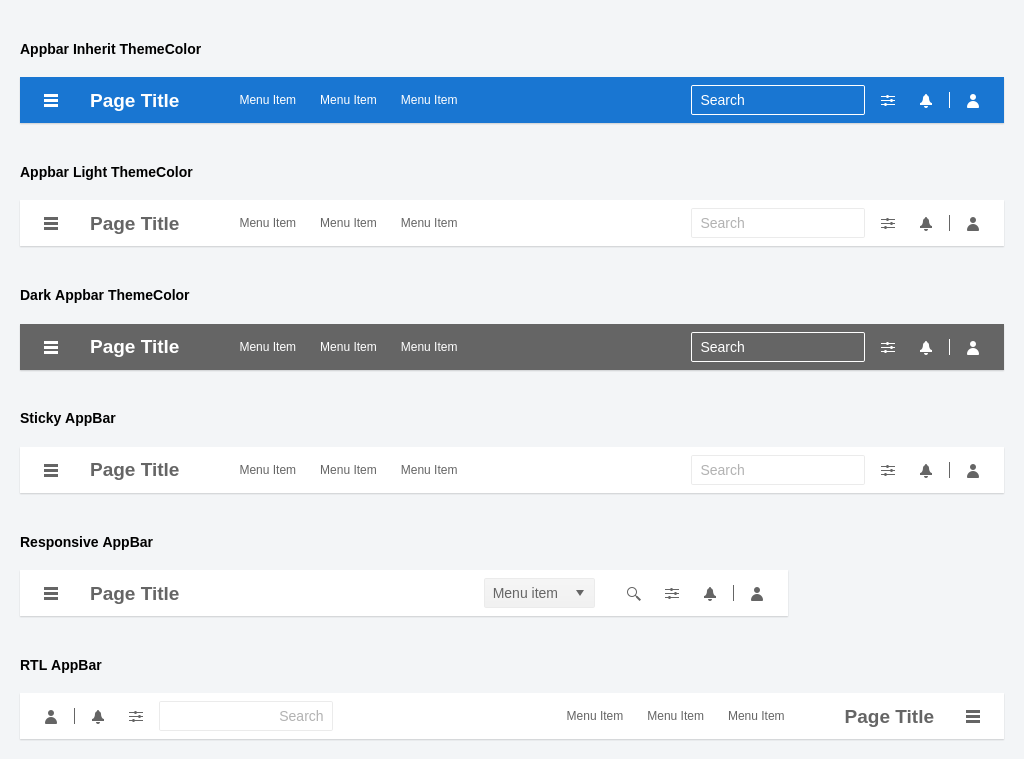 Appbar Inherit ThemeColor
Page Title Menu Item Menu Item Menu Item Search
Appbar Light ThemeColor
Page Title Menu Item Menu Item Menu Item Search
Dark Appbar ThemeColor
Page Title Menu Item Menu Item Menu Item Search
Sticky AppBar
Page Title Menu Item Menu Item Menu Item Search
Responsive AppBar
Page Title Menu item
RTL AppBar
Search Menu Item Menu Item Menu Item Page Title